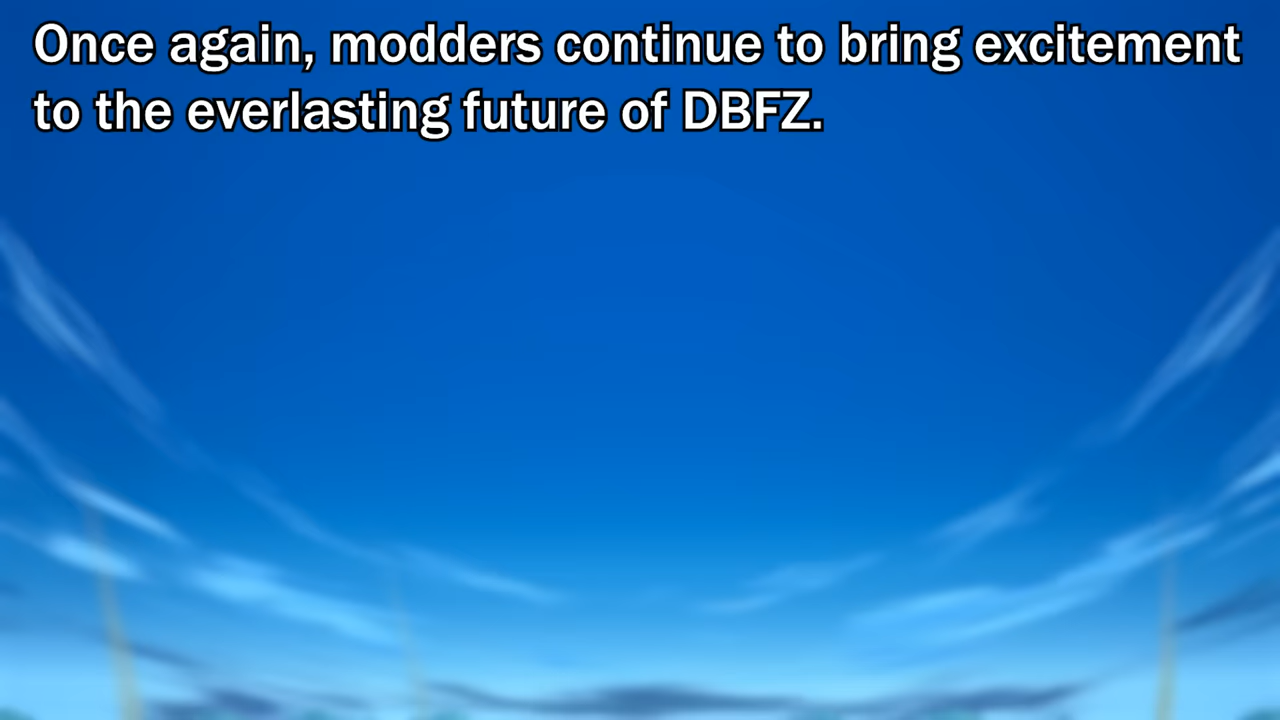 Once again, modders continue to bring excitement
to the everlasting future of DBFZ.